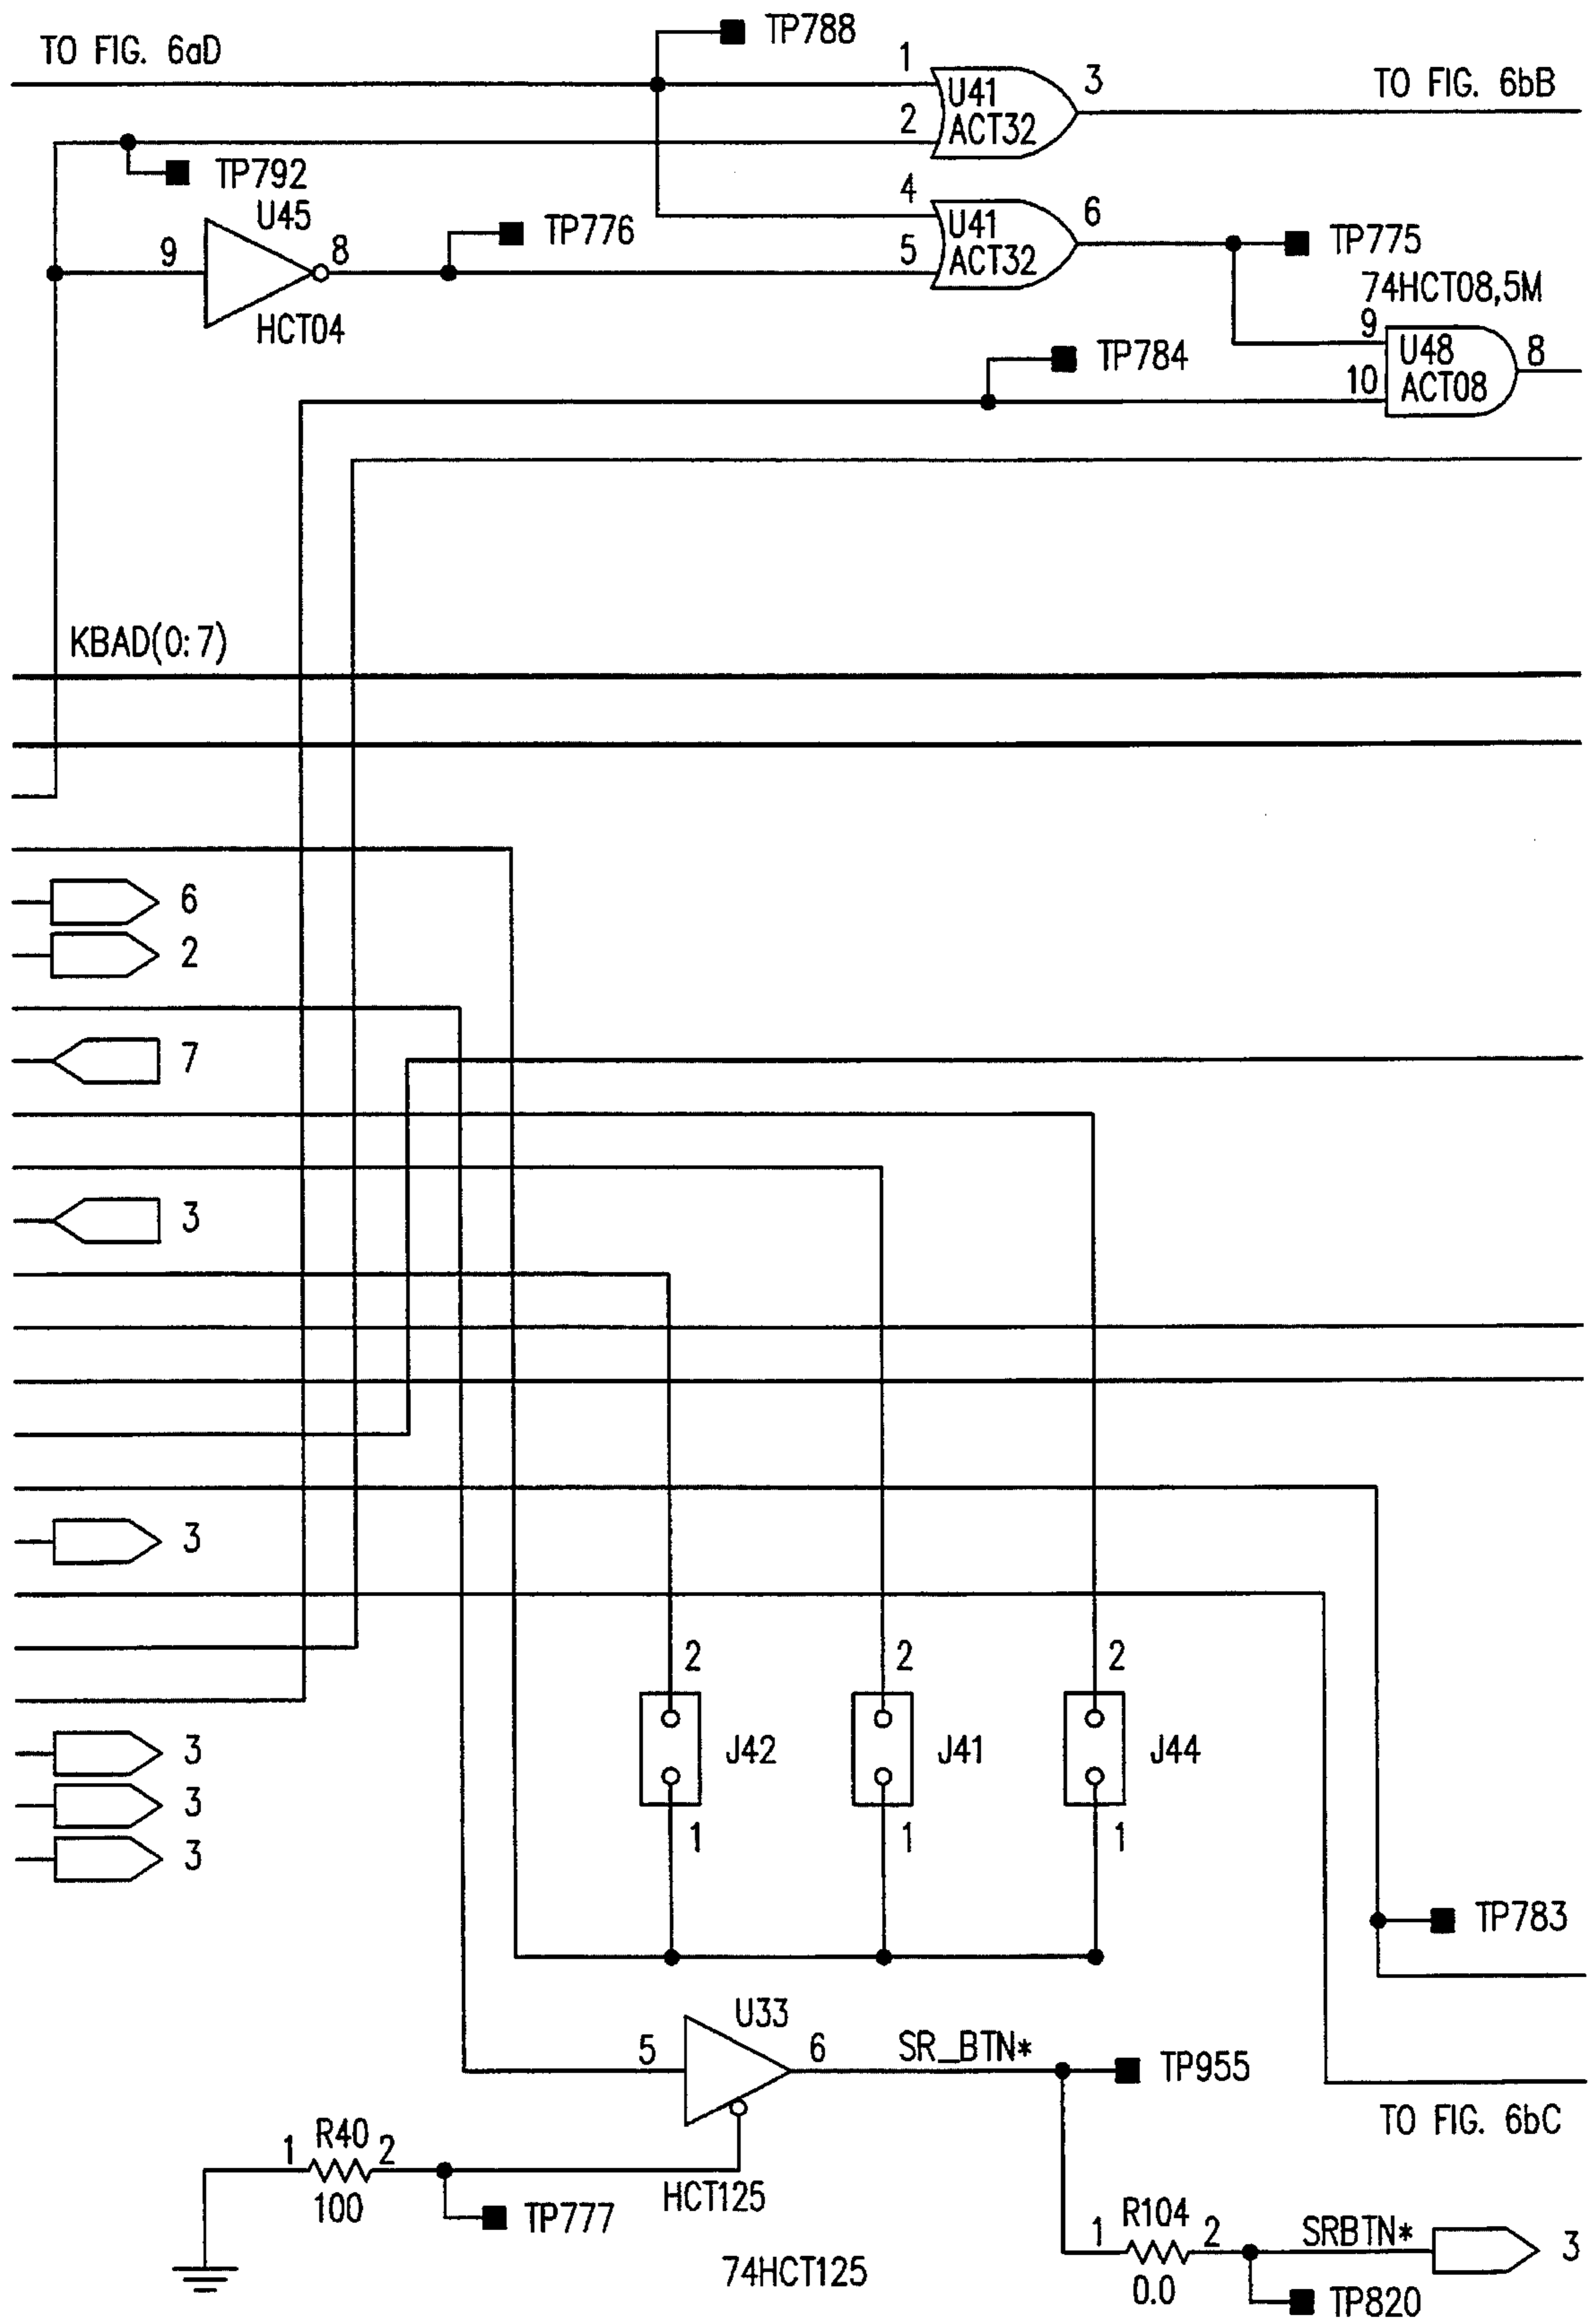 TP788
TO FIG. 6aD
1
U41
ACT32
3
TO FIG. 6bB
2
TP792
U45
9
8
HCT04
TP776
4
U41
ACT32
6
5
TP775
74HCT08,5M
9
U48
ACT08
8
10
TP784
KBAD(0:7)
6
2
7
3
3
2
2
2
J42
J41
J44
3
3
3
1
1
1
TP783
U33
5
6
SR_BTN*
TP955
TO FIG. 6bC
1
R40
2
100
TP777
HCT125
74HCT125
1
R104
2
0.0
SRBTN*
3
TP820